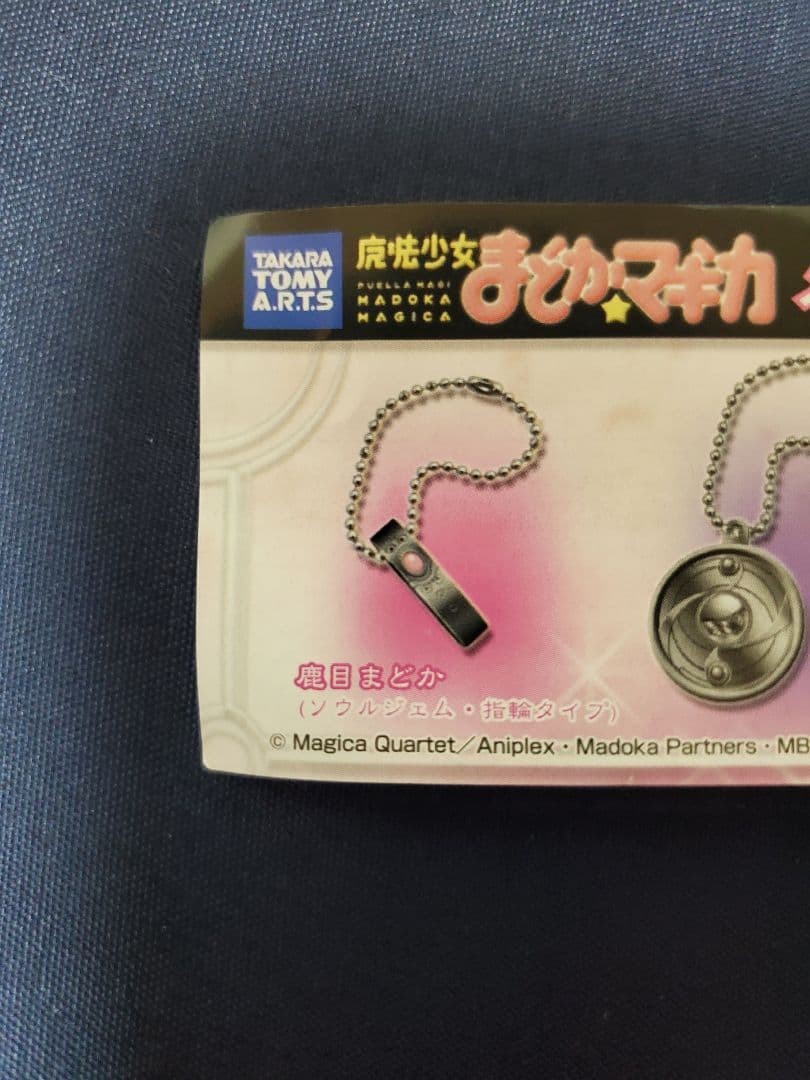 TAKARA
TOMY
A.R.T.S
魔法少女
まどか★マギカ
PUELLA MAGI
MADOKA
MAGICA
鹿目まどか
(ソウルジェム・指輪タイプ)
© Magica Quartet／Aniplex・Madoka Partners・MB